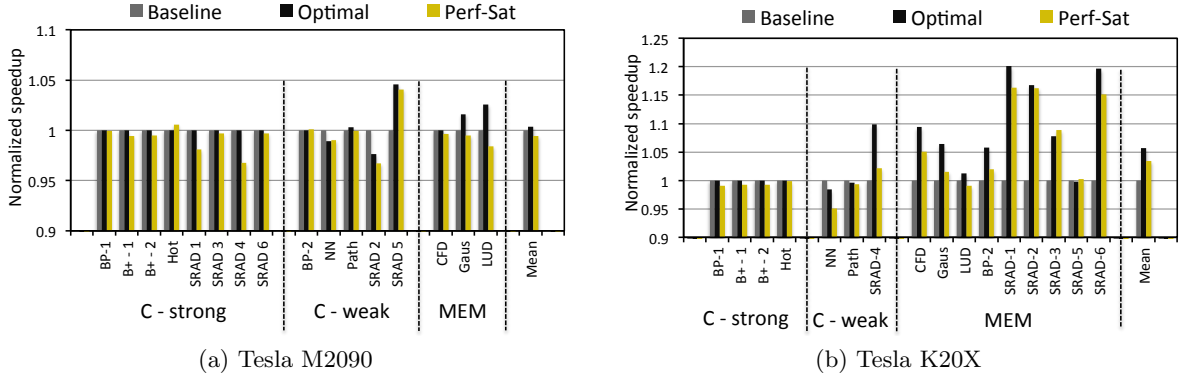 Baseline Optimal Perf-Sat
Normalized speedup
1.1
1.05
1
0.95
0.9
BP-1 B+ - 1 B+ - 2 Hot SRAD 1 SRAD 3 SRAD 4 SRAD 6 BP-2 NN Path SRAD 2 SRAD 5 CFD Gaus LUD Mean
C - strong C - weak MEM
(a) Tesla M2090
Baseline Optimal Perf-Sat
Normalized speedup
1.25
1.2
1.15
1.1
1.05
1
0.95
0.9
BP-1 B+ - 1 B+ - 2 Hot NN Path SRAD-4 CFD Gaus LUD BP-2 SRAD-1 SRAD-2 SRAD-3 SRAD-5 SRAD-6 Mean
C - strong C - weak MEM
(b) Tesla K20X